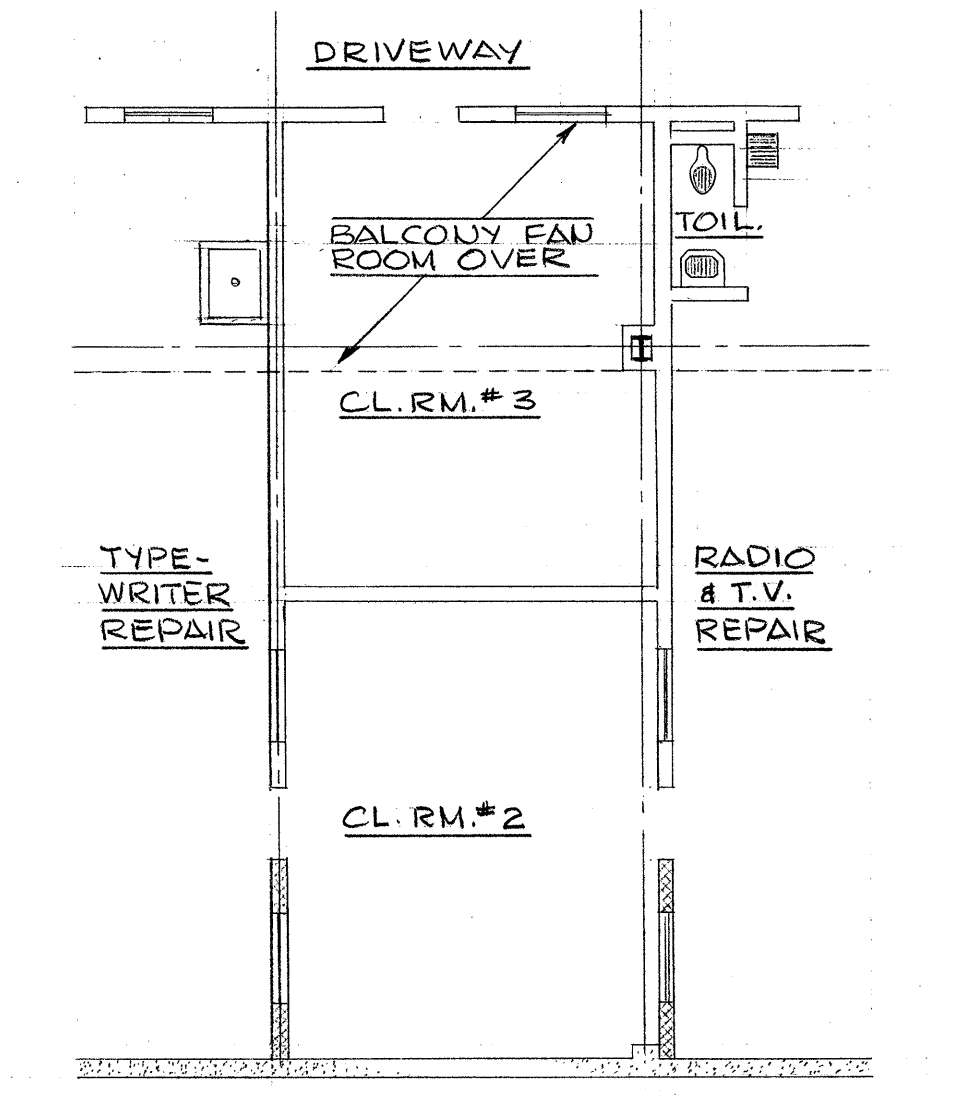 DRIVEWAY
TOIL.
BALCONY FAN
ROOM OVER
CL. RM. # 3
TYPE-
WRITER
REPAIR
RADIO
& T.V.
REPAIR
CL. RM. # 2